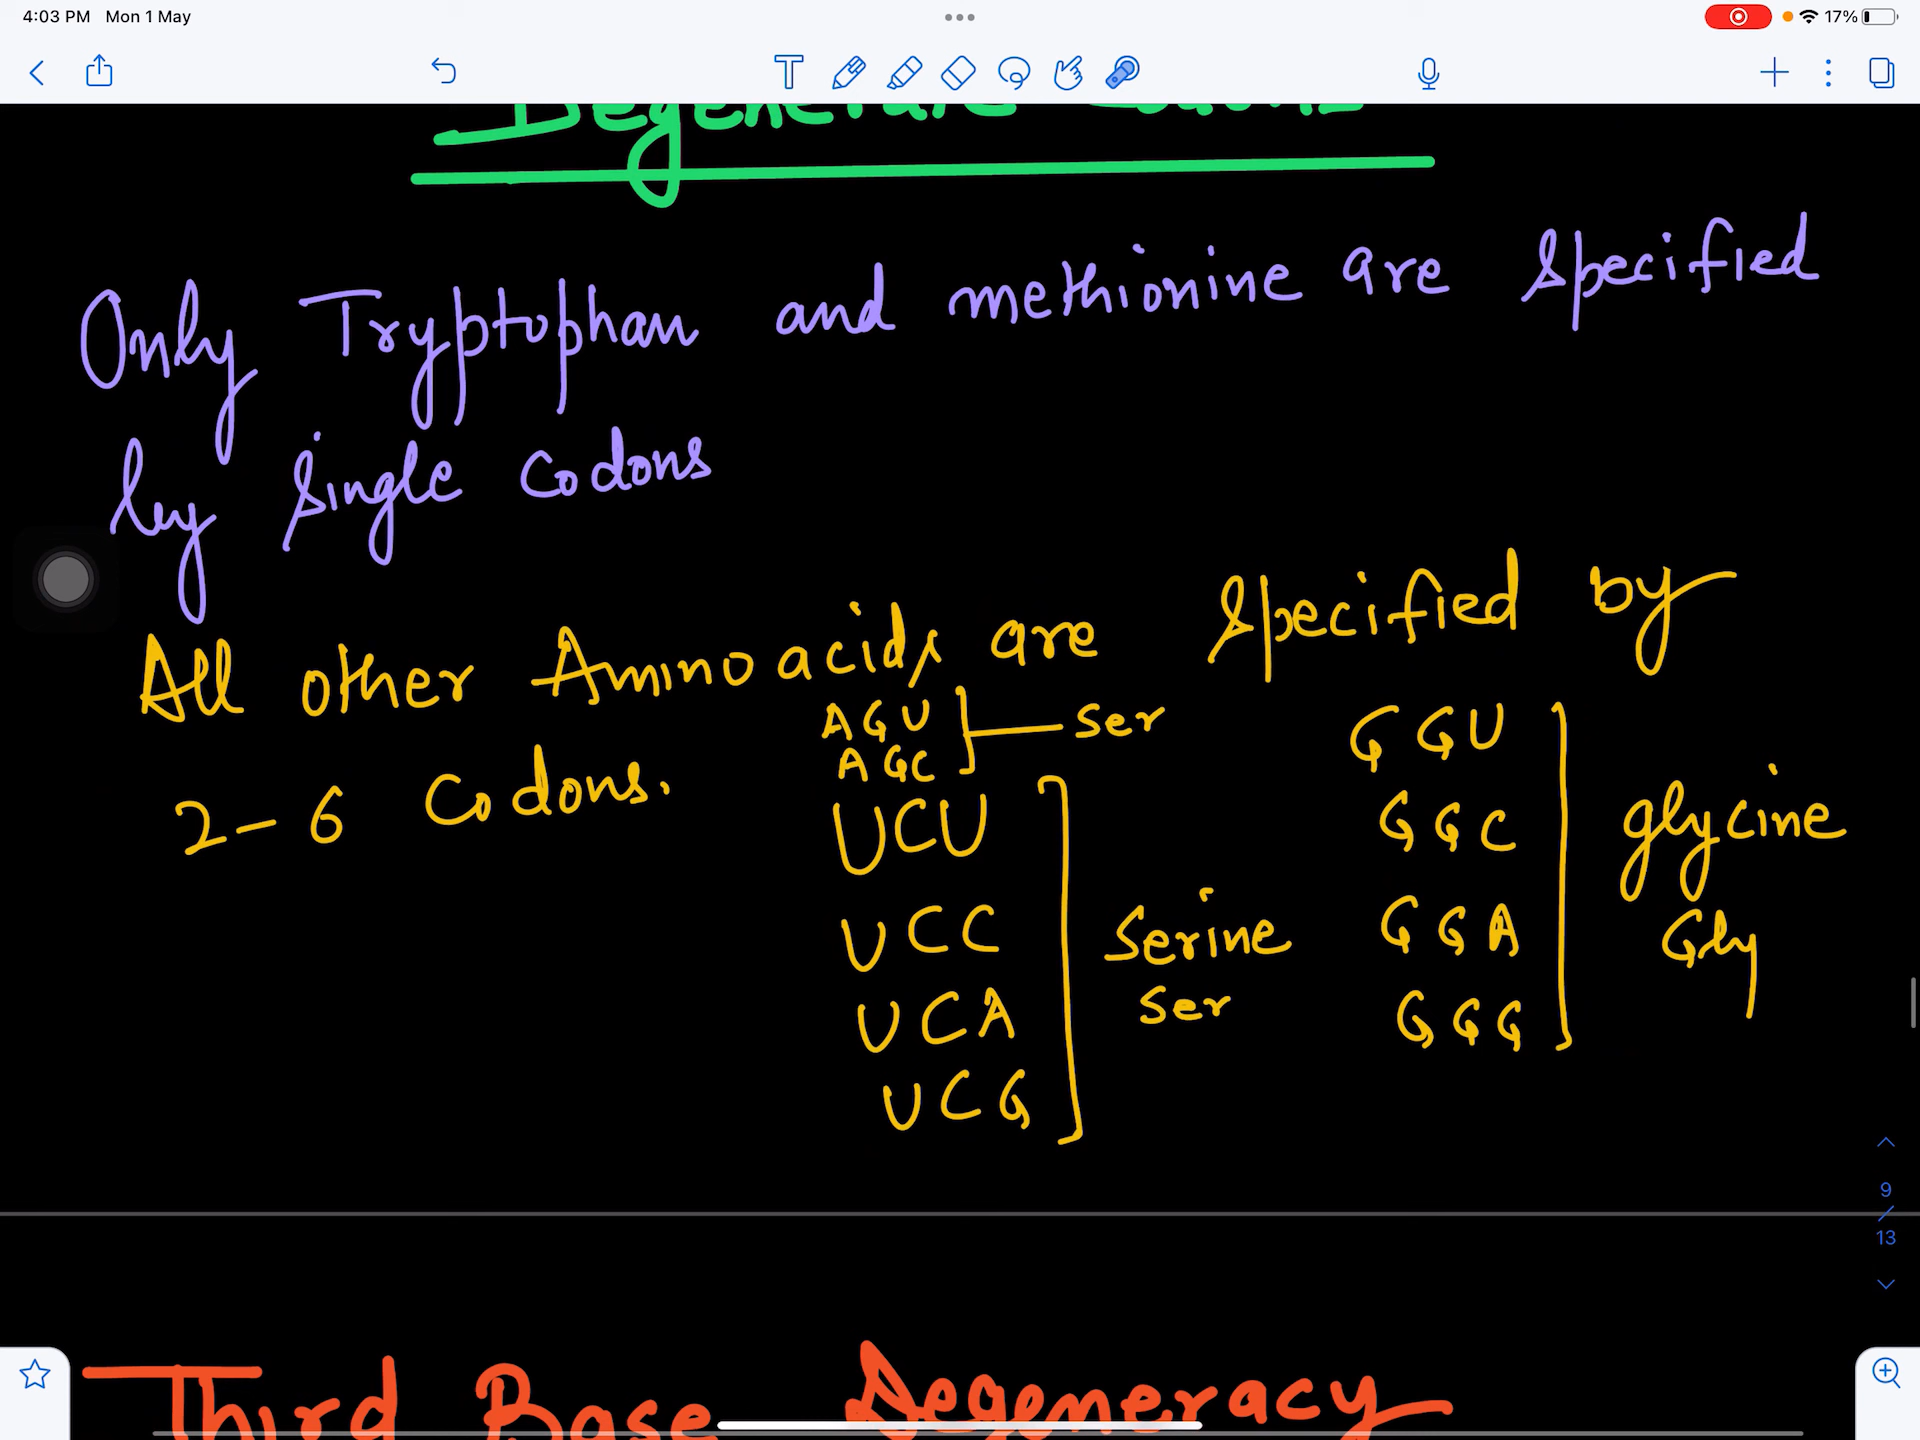 4:03 PM Mon 1 May
17%
Degenerate Codons
Only Tryptophan and methionine are specified
by single codons
All other Amino acids are specified by
2-6 Codons.
AGU
AGC
Ser
UCU
UCC
UCA
UCG
Serine
Ser
GGU
GGC
GGA
GGG
glycine
Gly
9
/
13
Third Base Degeneracy